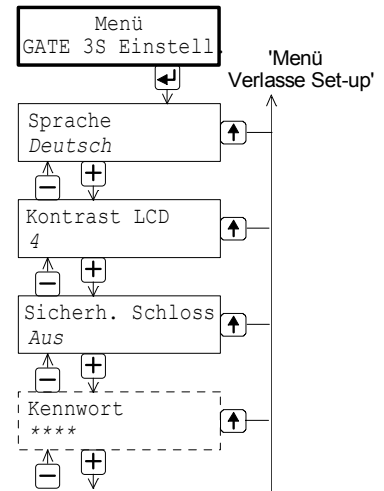 Menü
GATE 3S Einstell.
'Menü
Verlasse Set-up'
Sprache
Deutsch
Kontrast LCD
4
Sicherh. Schloss
Aus
Kennwort
****